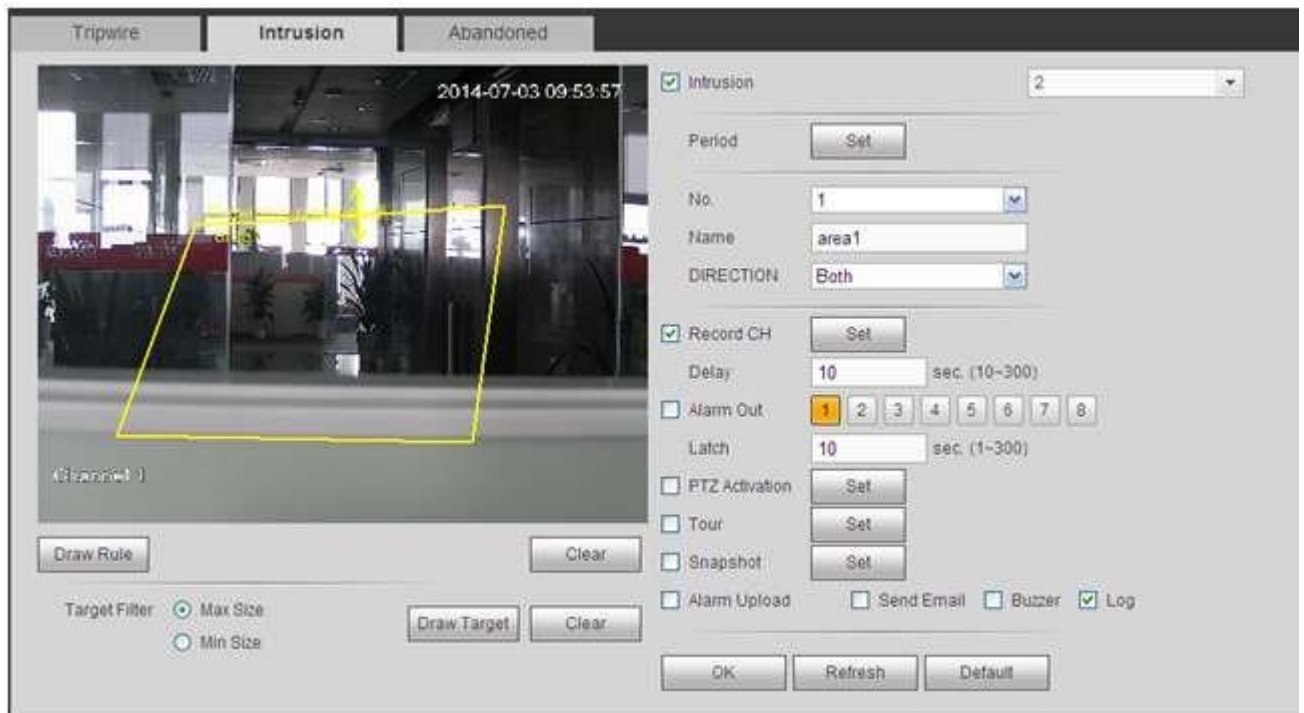 Tripwire Intrusion Abandoned
2014-07-03 09:53:57
Channel 1
Draw Rule Clear
Target Filter Max Size
Min Size
Draw Target Clear
Intrusion 2
Period Set
No. 1
Name area1
DIRECTION Both
Record CH Set
Delay 10 sec. (10~300)
Alarm Out 1 2 3 4 5 6 7 8
Latch 10 sec. (1~300)
PTZ Activation Set
Tour Set
Snapshot Set
Alarm Upload Send Email Buzzer Log
OK Refresh Default